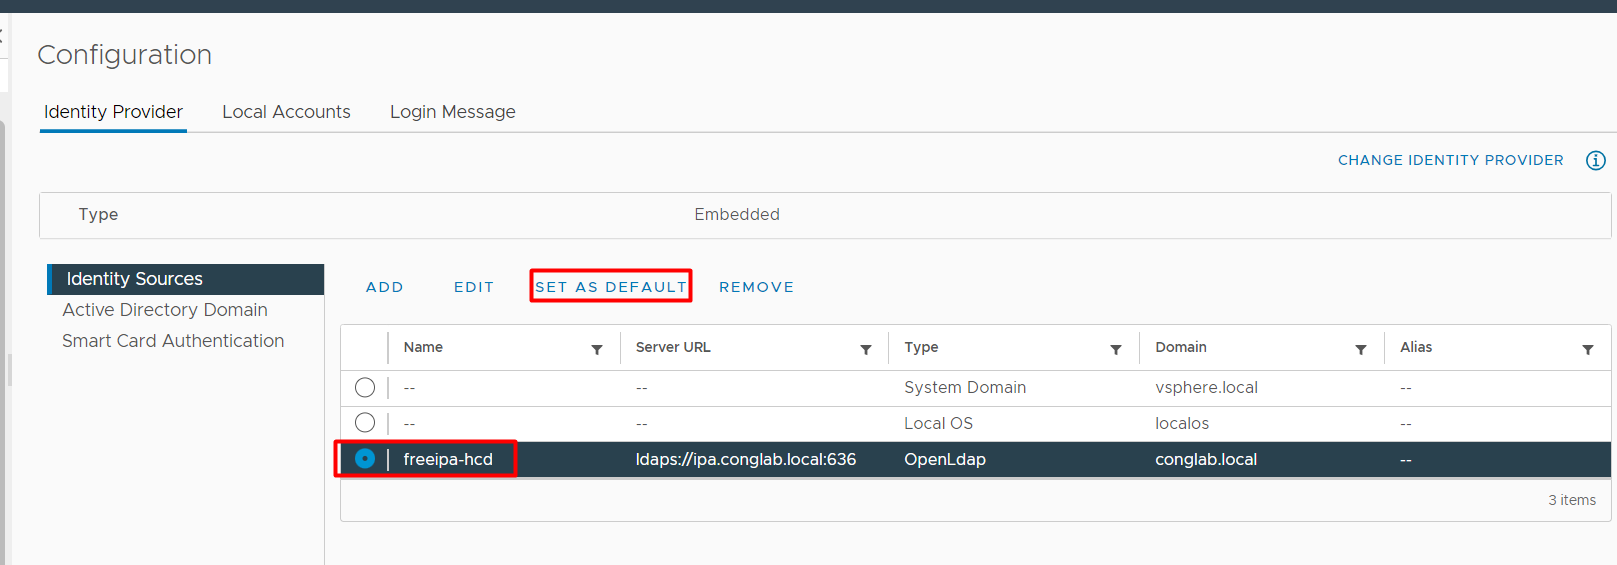 Configuration
Identity Provider Local Accounts Login Message
CHANGE IDENTITY PROVIDER
Type Embedded
Identity Sources
Active Directory Domain
Smart Card Authentication
ADD EDIT SET AS DEFAULT REMOVE
Name Server URL Type Domain Alias
-- -- System Domain vsphere.local --
-- -- Local OS localos --
freeipa-hcd ldaps://ipa.conglab.local:636 OpenLdap conglab.local --
3 items